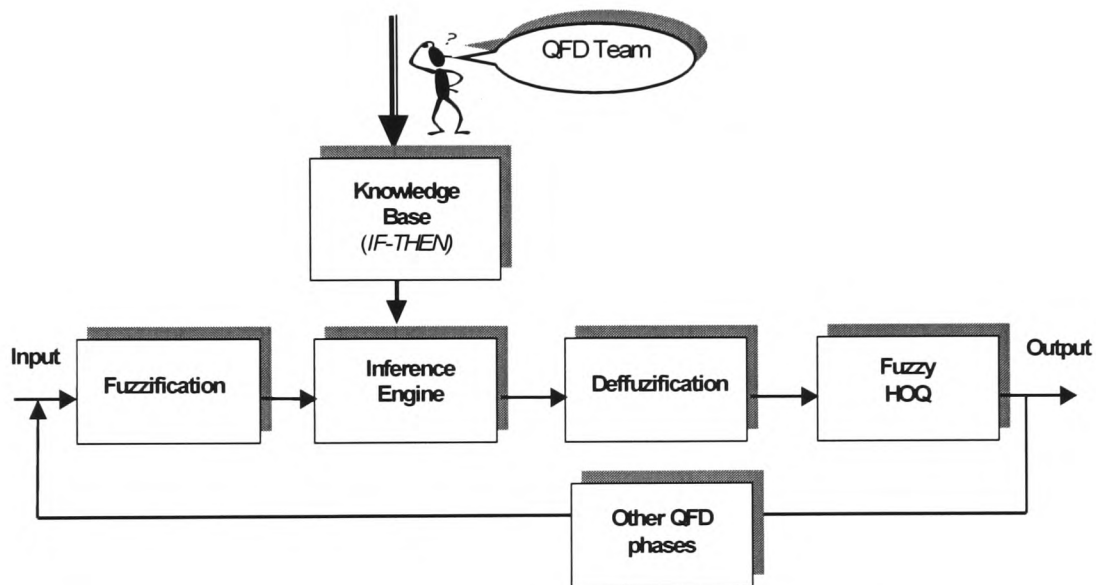 ?
QFD Team
Knowledge
Base
(IF-THEN)
Input
Fuzzification
Inference
Engine
Deffuzification
Fuzzy
HOQ
Output
Other QFD
phases